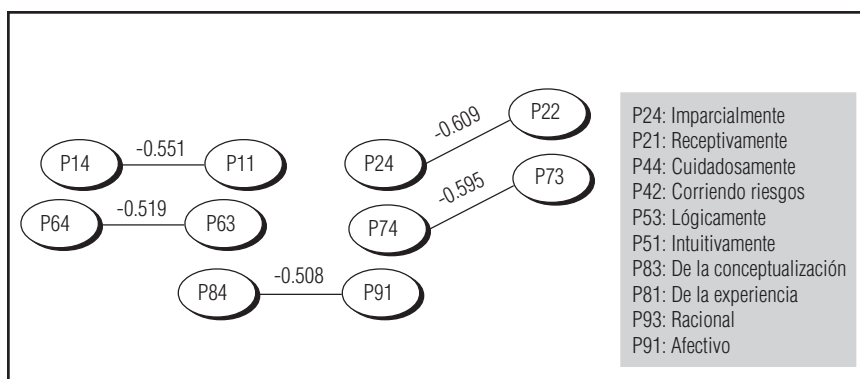 P14 -0.551 P11
P64 -0.519 P63
P84 -0.508 P91
P24 -0.609 P22
P74 -0.595 P73
P24: Imparcialmente
P21: Receptivamente
P44: Cuidadosamente
P42: Corriendo riesgos
P53: Lógicamente
P51: Intuitivamente
P83: De la conceptualización
P81: De la experiencia
P93: Racional
P91: Afectivo